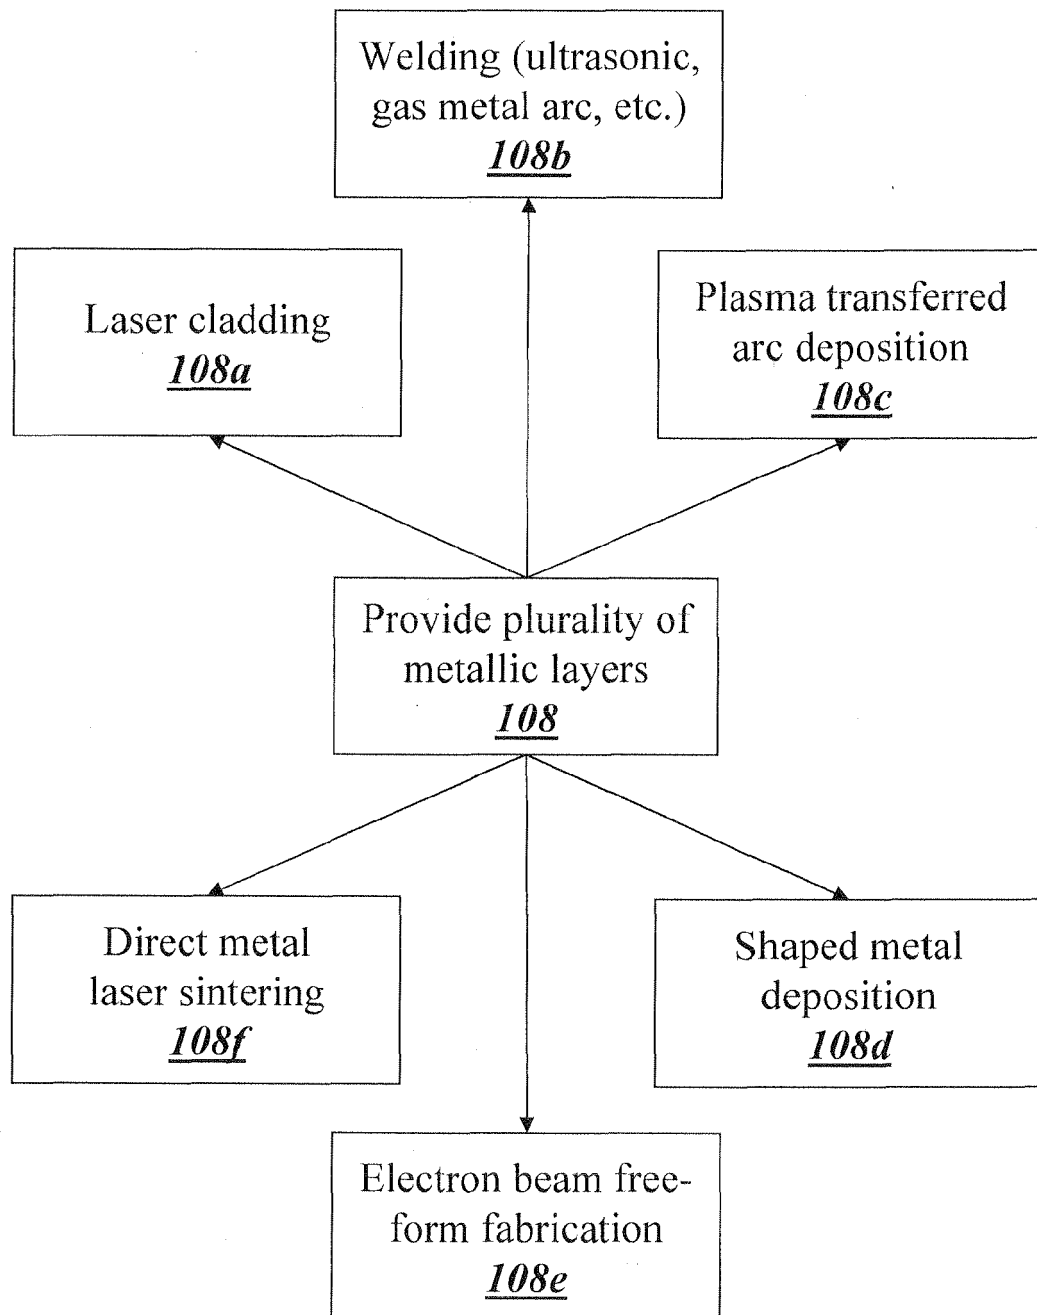 Welding (ultrasonic,
gas metal arc, etc.)
108b
Laser cladding
108a
Plasma transferred
arc deposition
108c
Provide plurality of
metallic layers
108
Direct metal
laser sintering
108f
Shaped metal
deposition
108d
Electron beam free-
form fabrication
108e